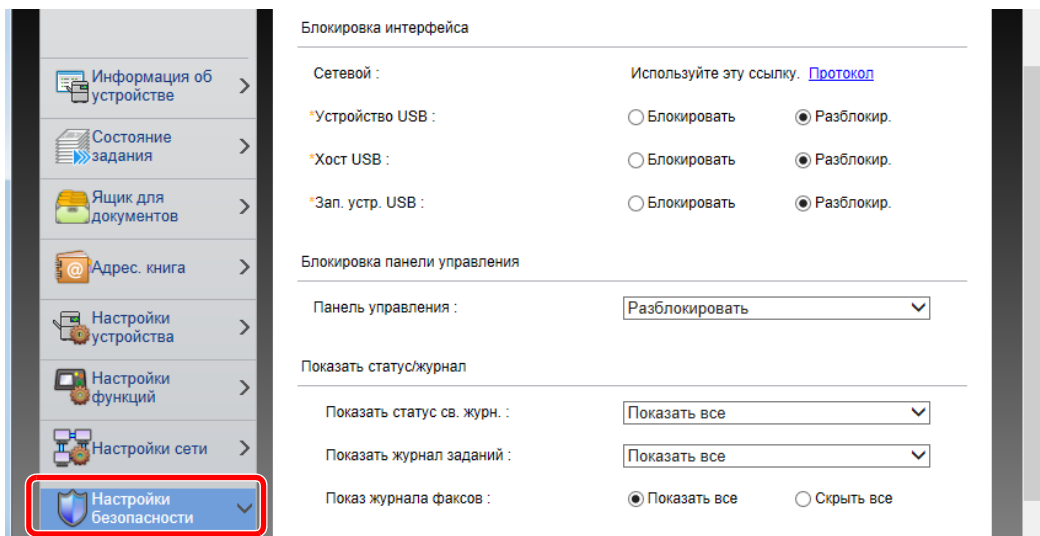 Информация об
устройстве
Состояние
задания
Ящик для
документов
Адрес. книга
Настройки
устройства
Настройки
функций
Настройки сети
Настройки
безопасности
Блокировка интерфейса
Сетевой : Используйте эту ссылку. Протокол
*Устройство USB : Блокировать Разблокир.
*Хост USB : Блокировать Разблокир.
*Зап. устр. USB : Блокировать Разблокир.
Блокировка панели управления
Панель управления : Разблокировать
Показать статус/журнал
Показать статус св. журн. : Показать все
Показать журнал заданий : Показать все
Показ журнала факсов : Показать все Скрыть все